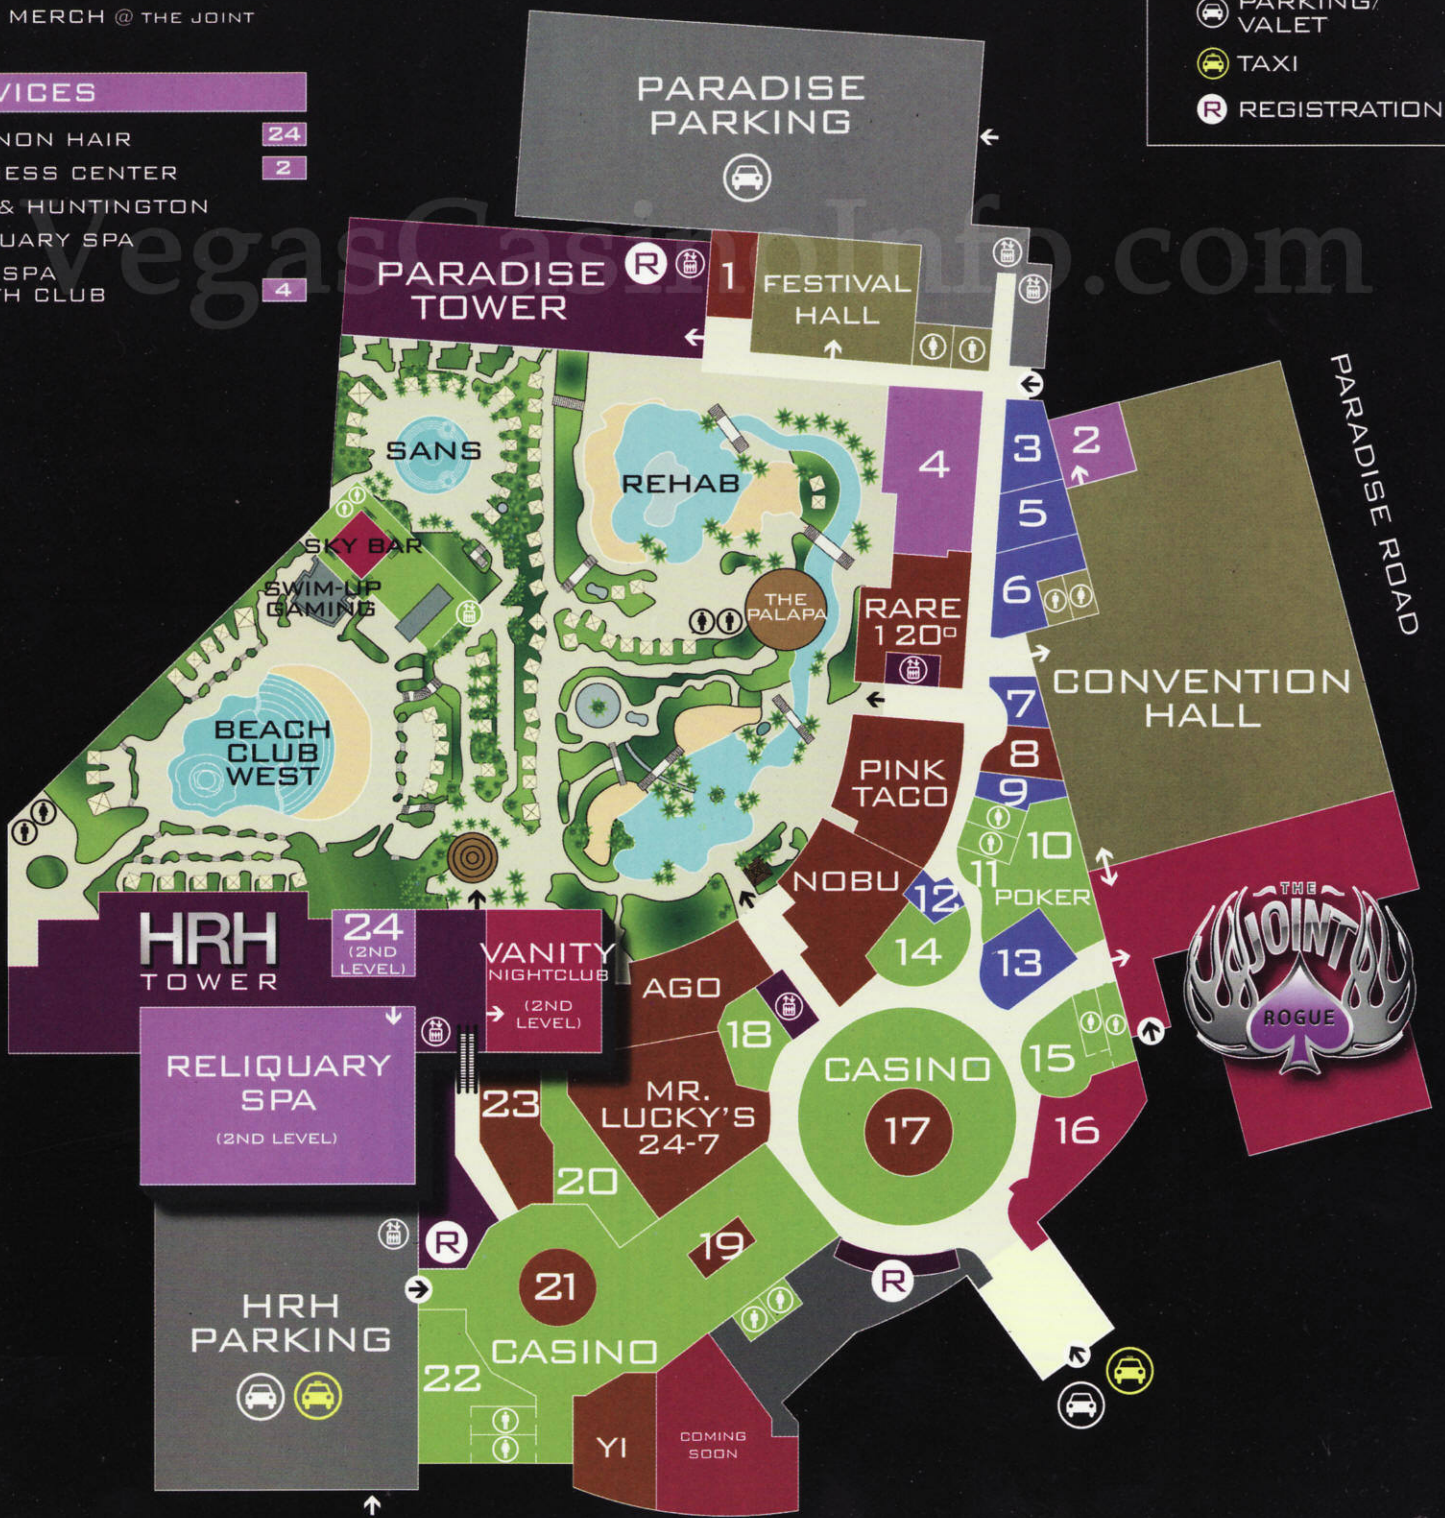 MERCH @ THE JOINT
VICES
NON HAIR 24
ESS CENTER 2
& HUNTINGTON
UARY SPA
SPA
TH CLUB 4
PARKING/
VALET
TAXI
R REGISTRATION
VegasCasinoInfo.com
PARADISE
PARKING
PARADISE
TOWER
R
1
FESTIVAL
HALL
PARADISE ROAD
SANS
REHAB
4
3
2
5
6
SKY BAR
SWIM-UP
GAMING
THE
PALAPA
RARE
120º
CONVENTION
HALL
7
8
9
BEACH
CLUB
WEST
PINK
TACO
10
11
POKER
NOBU
12
13
14
THE
JOINT
ROGUE
HRH
TOWER
24
(2ND
LEVEL)
VANITY
NIGHTCLUB
(2ND
LEVEL)
AGO
18
CASINO
17
15
16
RELIQUARY
SPA
(2ND LEVEL)
23
MR.
LUCKY'S
24-7
20
19
21
CASINO
R
R
HRH
PARKING
22
YI
COMING
SOON